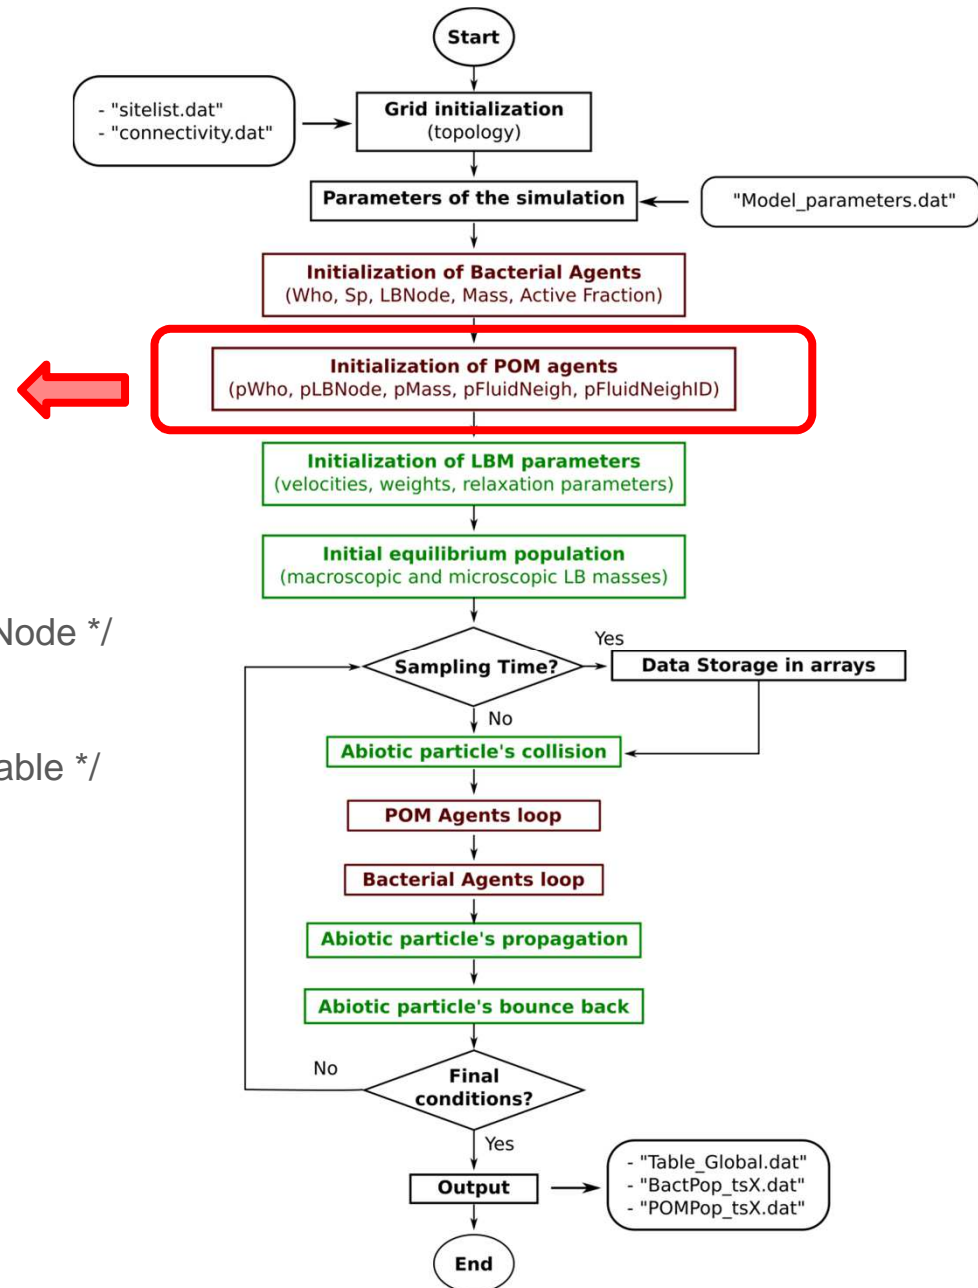 Start
- "sitelist.dat"
- "connectivity.dat"
Grid initialization
(topology)
Parameters of the simulation
"Model_parameters.dat"
Initialization of Bacterial Agents
(Who, Sp, LBNode, Mass, Active Fraction)
Initialization of POM agents
(pWho, pLBNode, pMass, pFluidNeigh, pFluidNeighID)
Initialization of LBM parameters
(velocities, weights, relaxation parameters)
Initial equilibrium population
(macroscopic and microscopic LB masses)
Node */
Sampling Time?
Yes
Data Storage in arrays
No
able */
Abiotic particle's collision
POM Agents loop
Bacterial Agents loop
Abiotic particle's propagation
Abiotic particle's bounce back
No
Final
conditions?
Yes
Output
- "Table_Global.dat"
- "BactPop_tsX.dat"
- "POMPop_tsX.dat"
End